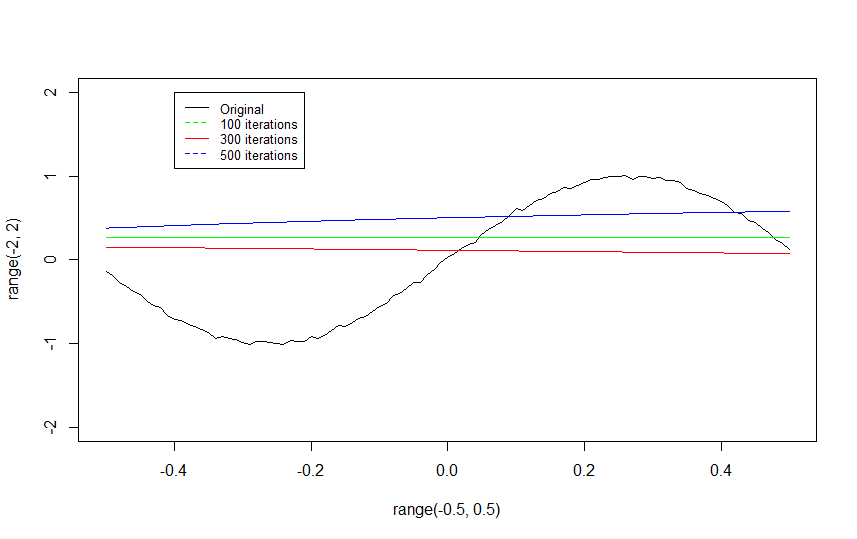 2
1
0
-1
-2
range(-2, 2)
Original
100 iterations
300 iterations
500 iterations
-0.4
-0.2
0.0
0.2
0.4
range(-0.5, 0.5)